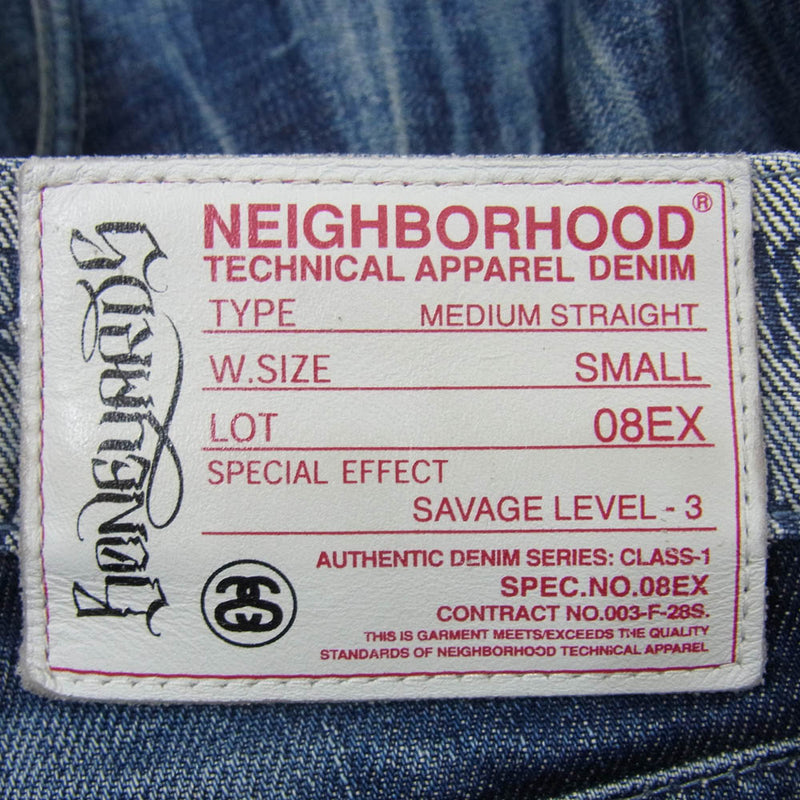 BONEYARDS
NEIGHBORHOOD®
TECHNICAL APPAREL DENIM
TYPE MEDIUM STRAIGHT
W.SIZE SMALL
LOT 08EX
SPECIAL EFFECT
SAVAGE LEVEL - 3
AUTHENTIC DENIM SERIES: CLASS-1
SPEC.NO.08EX
CONTRACT NO.003-F-28S.
THIS IS GARMENT MEETS/EXCEEDS THE QUALITY
STANDARDS OF NEIGHBORHOOD TECHNICAL APPAREL